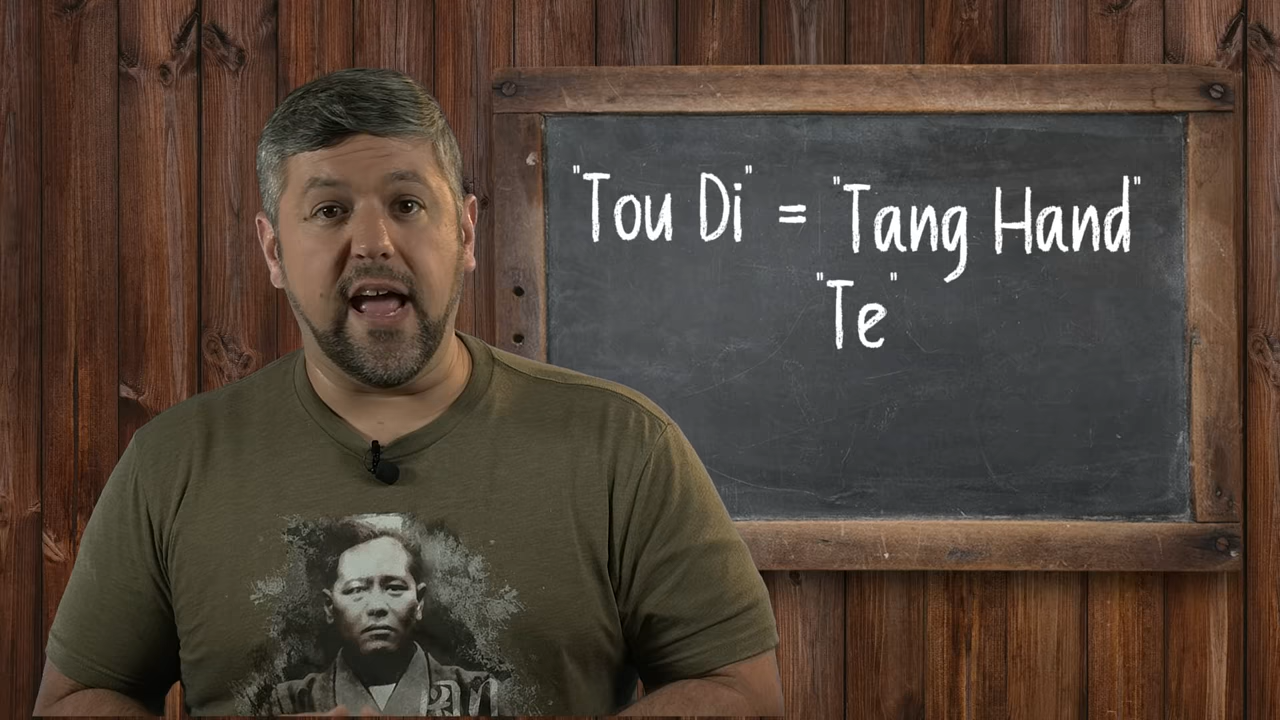 "Tou Di" = "Tang Hand"
"Te"